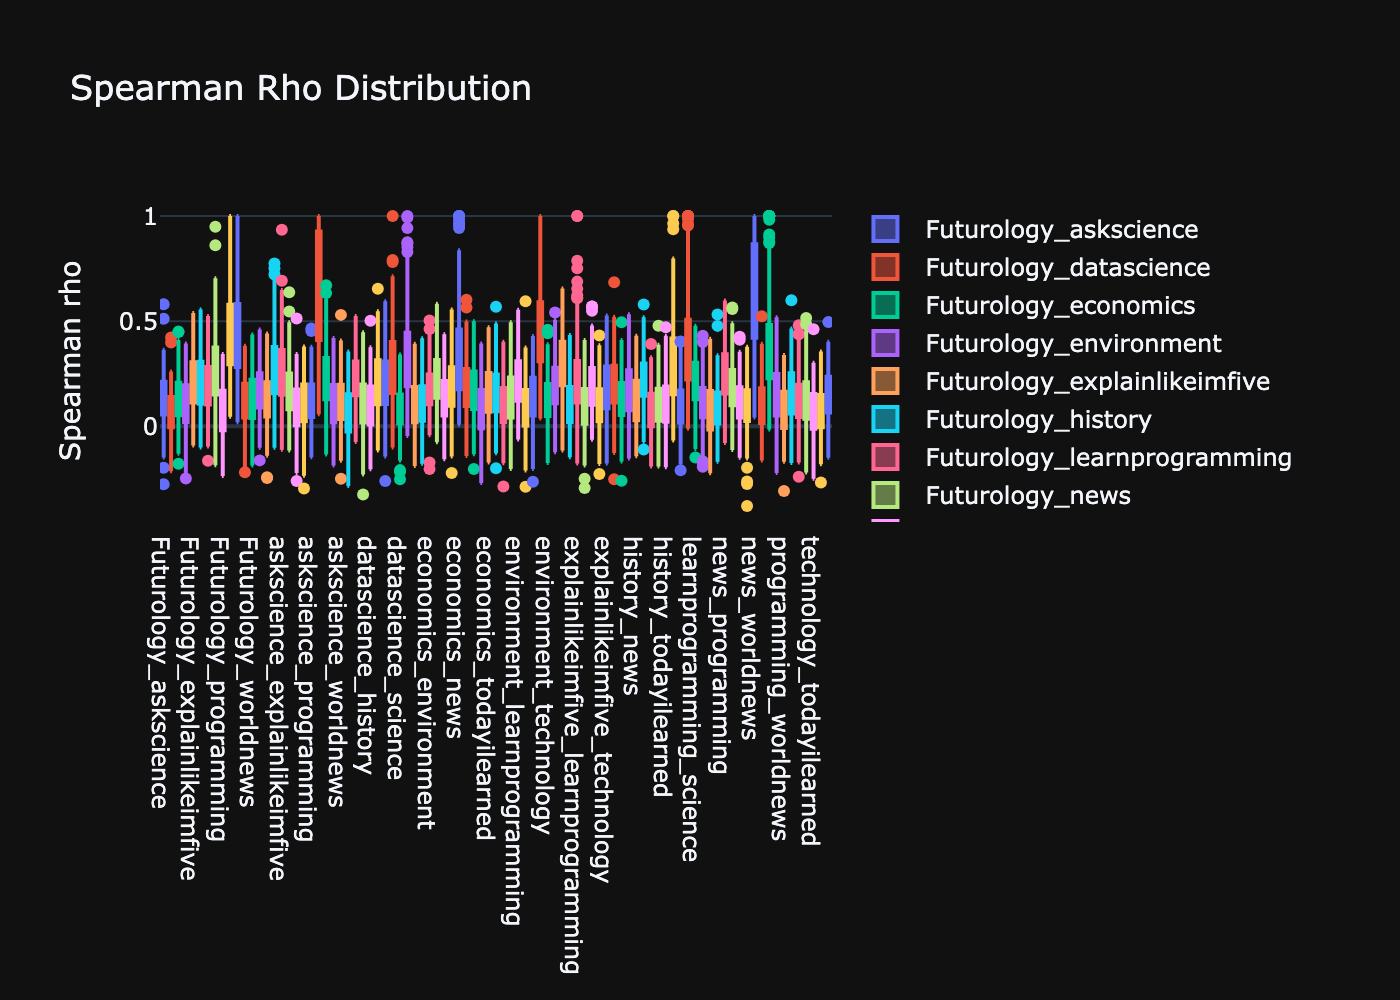 Spearman Rho Distribution
Spearman rho
1
0.5
0
Futurology_askscience
Futurology_datascience
Futurology_economics
Futurology_environment
Futurology_explainlikeimfive
Futurology_history
Futurology_learnprogramming
Futurology_news
Futurology_askscience
Futurology_explainlikeimfive
Futurology_programming
Futurology_worldnews
askscience_explainlikeimfive
askscience_programming
askscience_worldnews
datascience_history
datascience_science
economics_environment
economics_news
economics_todayilearned
environment_learnprogramming
environment_technology
explainlikeimfive_learnprogramming
explainlikeimfive_technology
history_news
history_todayilearned
learnprogramming_science
news_programming
news_worldnews
programming_worldnews
technology_todayilearned